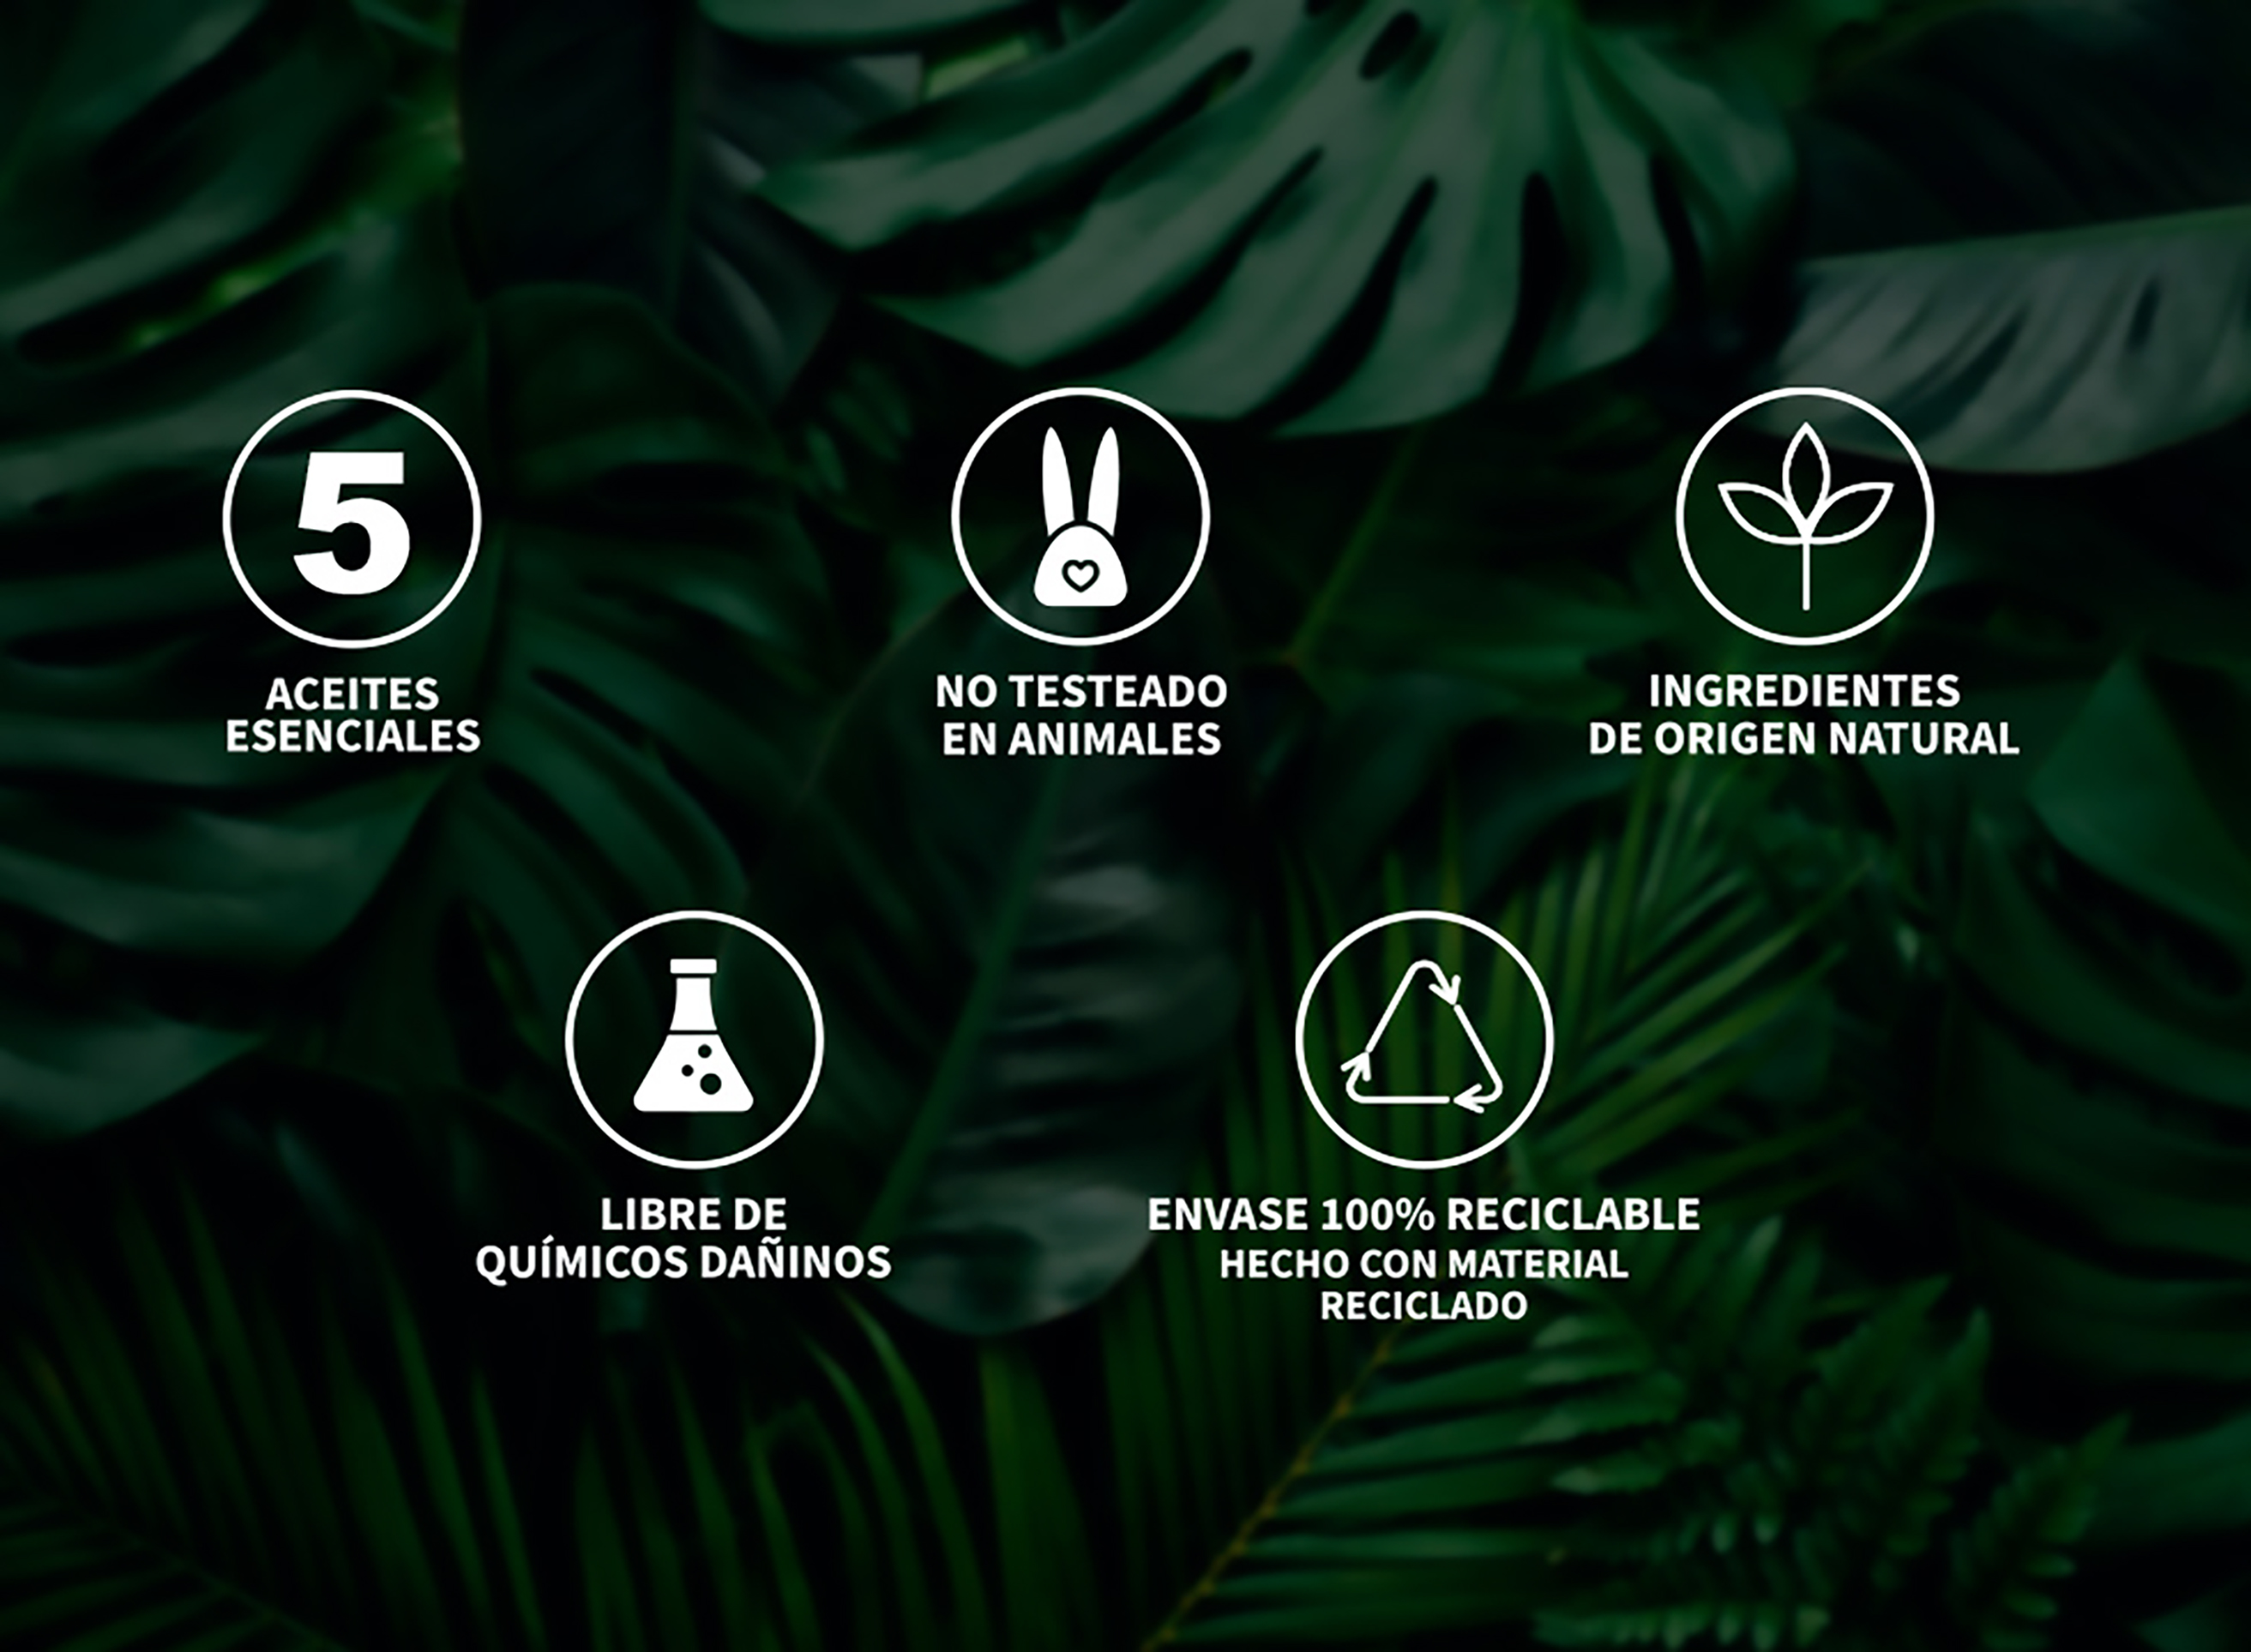 5
ACEITES
ESENCIALES
NO TESTEADO
EN ANIMALES
INGREDIENTES
DE ORIGEN NATURAL
LIBRE DE
QUÍMICOS DAÑINOS
ENVASE 100% RECICLABLE
HECHO CON MATERIAL
RECICLADO